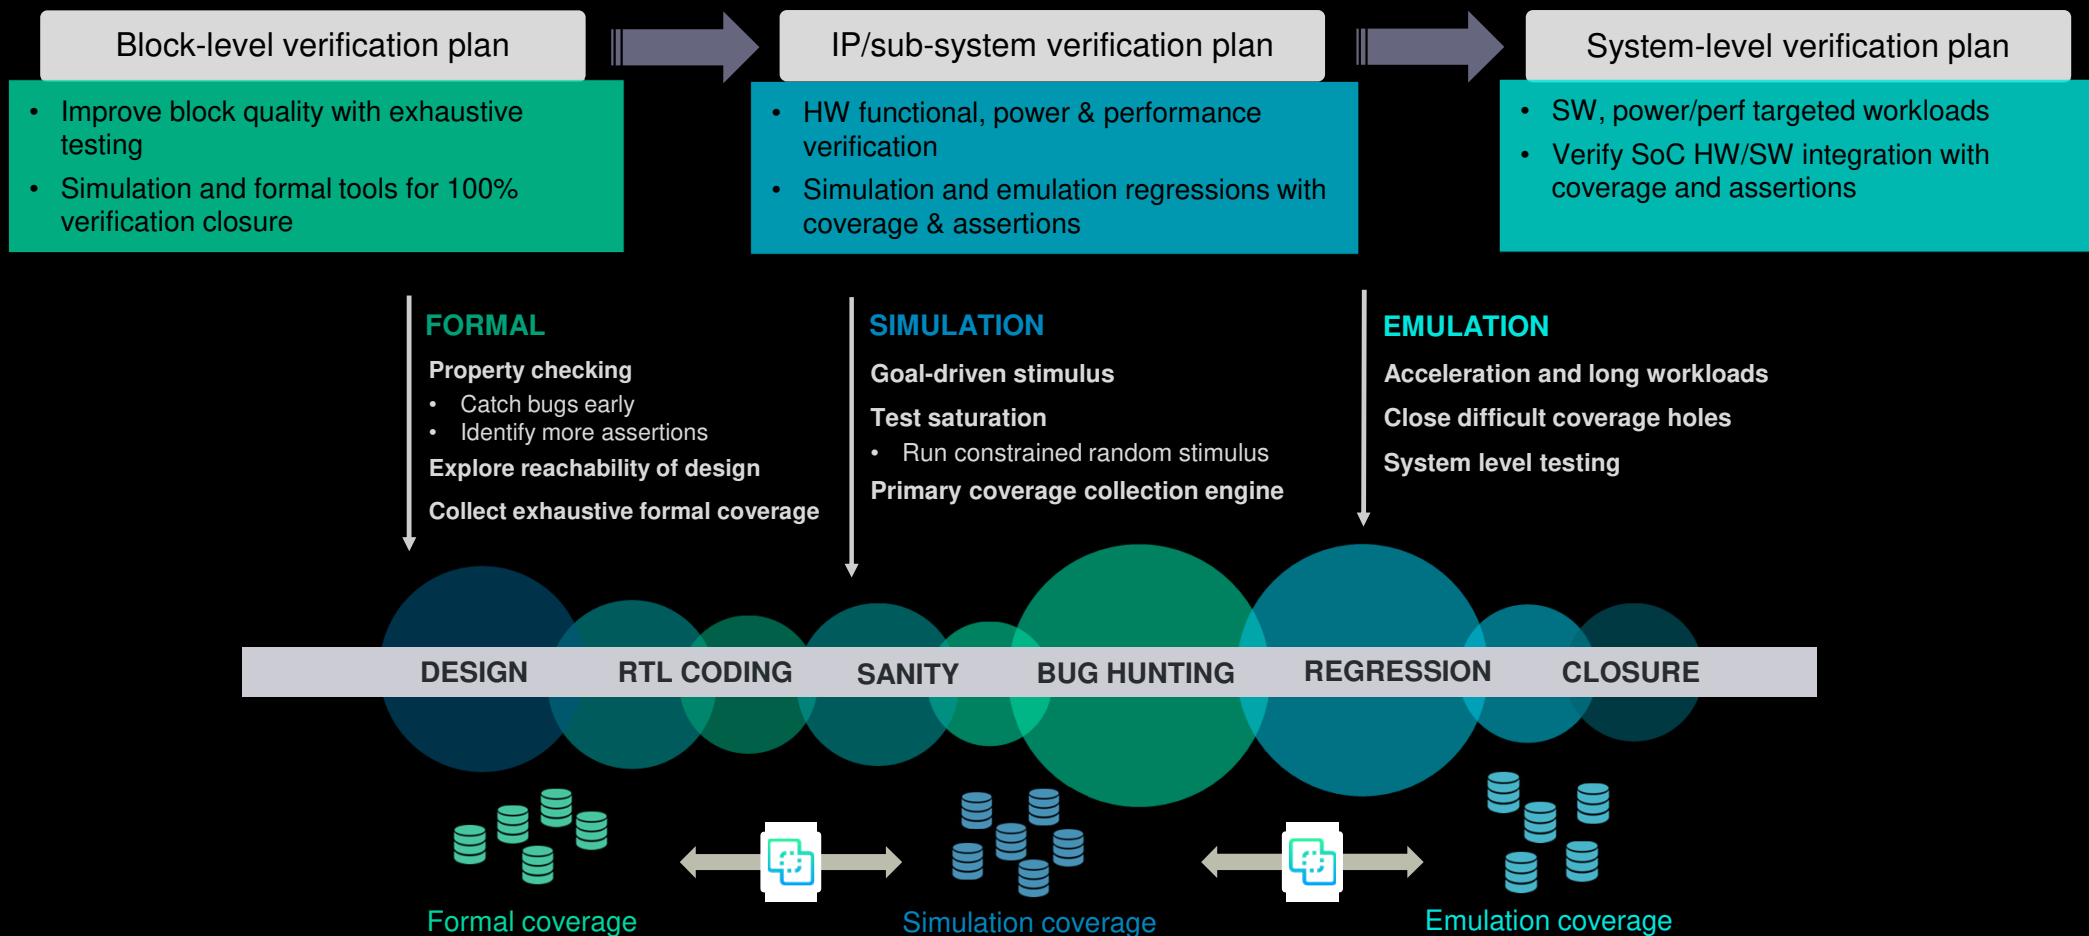 Block-level verification plan
• Improve block quality with exhaustive
testing
• Simulation and formal tools for 100%
verification closure
IP/sub-system verification plan
• HW functional, power & performance
verification
• Simulation and emulation regressions with
coverage & assertions
System-level verification plan
• SW, power/perf targeted workloads
• Verify SoC HW/SW integration with
coverage and assertions
FORMAL
Property checking
• Catch bugs early
• Identify more assertions
Explore reachability of design
Collect exhaustive formal coverage
SIMULATION
Goal-driven stimulus
Test saturation
• Run constrained random stimulus
Primary coverage collection engine
EMULATION
Acceleration and long workloads
Close difficult coverage holes
System level testing
DESIGN
RTL CODING
SANITY
BUG HUNTING
REGRESSION
CLOSURE
Formal coverage
Simulation coverage
Emulation coverage